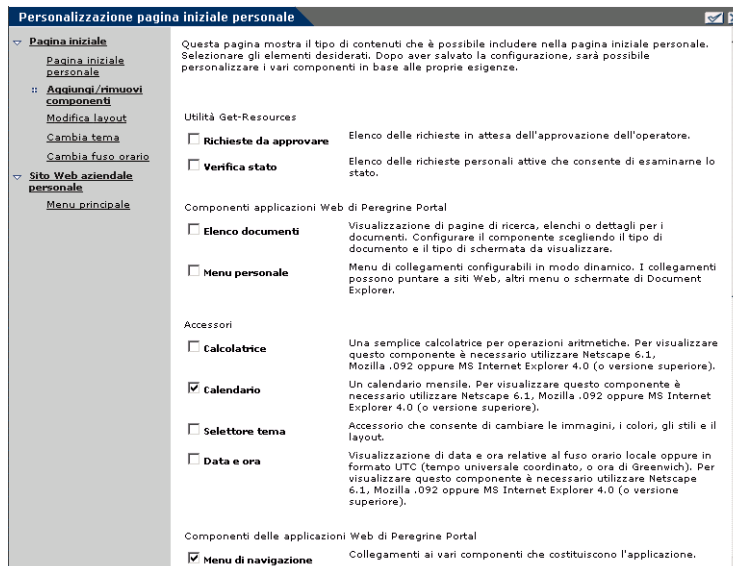 Personalizzazione pagina iniziale personale
Pagina iniziale
Pagina iniziale
personale
Aggiungi/rimuovi
componenti
Modifica layout
Cambia tema
Cambia fuso orario
Sito Web aziendale
personale
Menu principale
Questa pagina mostra il tipo di contenuti che è possibile includere nella pagina iniziale personale.
Selezionare gli elementi desiderati. Dopo aver salvato la configurazione, sarà possibile
personalizzare i vari componenti in base alle proprie esigenze.
Utilità Get-Resources
Richieste da approvare
Elenco delle richieste in attesa dell'approvazione dell'operatore.
Verifica stato
Elenco delle richieste personali attive che consente di esaminarne lo
stato.
Componenti applicazioni Web di Peregrine Portal
Elenco documenti
Visualizzazione di pagine di ricerca, elenchi o dettagli per i
documenti. Configurare il componente scegliendo il tipo di
documento e il tipo di schermata da visualizzare.
Menu personale
Menu di collegamenti configurabili in modo dinamico. I collegamenti
possono puntare a siti Web, altri menu o schermate di Document
Explorer.
Accessori
Calcolatrice
Una semplice calcolatrice per operazioni aritmetiche. Per visualizzare
questo componente è necessario utilizzare Netscape 6.1,
Mozilla .092 oppure MS Internet Explorer 4.0 (o versione superiore).
Calendario
Un calendario mensile. Per visualizzare questo componente è
necessario utilizzare Netscape 6.1, Mozilla .092 oppure MS Internet
Explorer 4.0 (o versione superiore).
Selettore tema
Accessorio che consente di cambiare le immagini, i colori, gli stili e il
layout.
Data e ora
Visualizzazione di data e ora relative al fuso orario locale oppure in
formato UTC (tempo universale coordinato, o ora di Greenwich). Per
visualizzare questo componente è necessario utilizzare Netscape
6.1, Mozilla .092 oppure MS Internet Explorer 4.0 (o versione
superiore).
Componenti delle applicazioni Web di Peregrine Portal
Menu di navigazione
Collegamenti ai vari componenti che costituiscono l'applicazione.